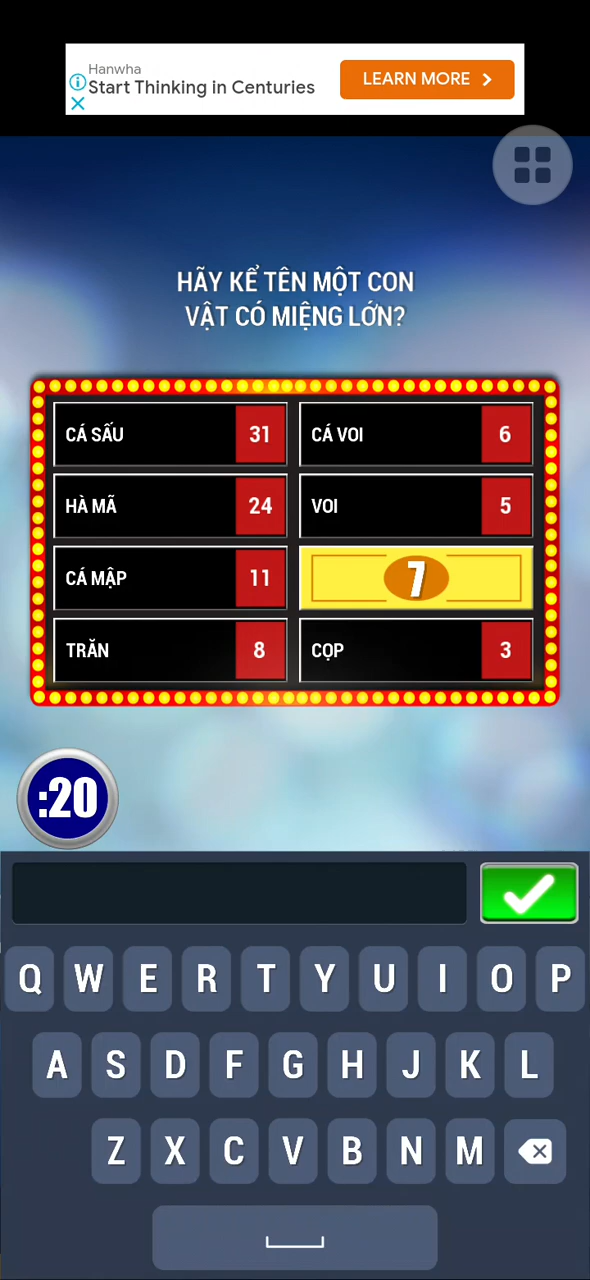 Hanwha
Start Thinking in Centuries
LEARN MORE
HÃY KỂ TÊN MỘT CON
VẬT CÓ MIỆNG LỚN?
CÁ SẤU 31
CÁ VOI 6
HÀ MÃ 24
VOI 5
CÁ MẬP 11
7
TRĂN 8
CỌP 3
:20
Q W E R T Y U I O P
A S D F G H J K L
Z X C V B N M